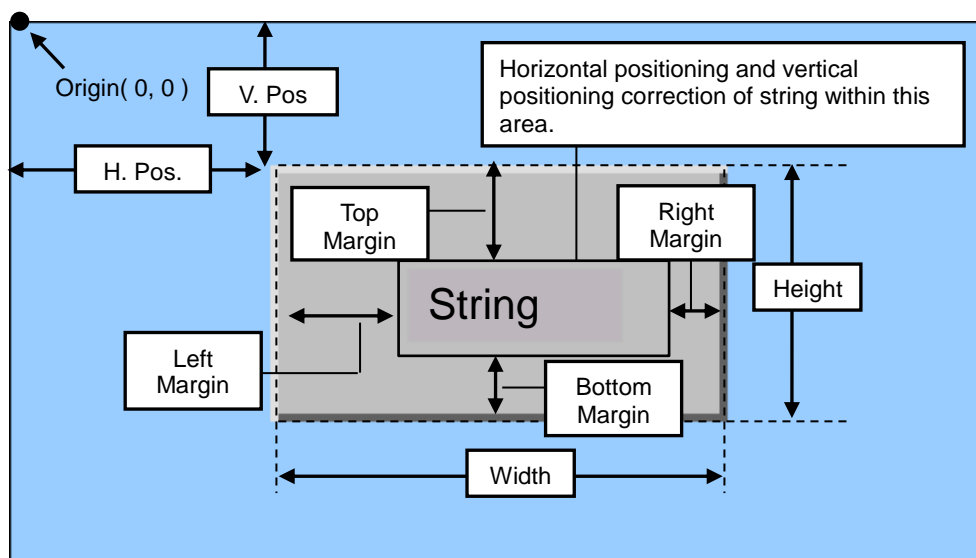 Origin( 0, 0 )
V. Pos
Horizontal positioning and vertical
positioning correction of string within this
area.
H. Pos.
Top
Margin
Right
Margin
Height
String
Left
Margin
Bottom
Margin
Width